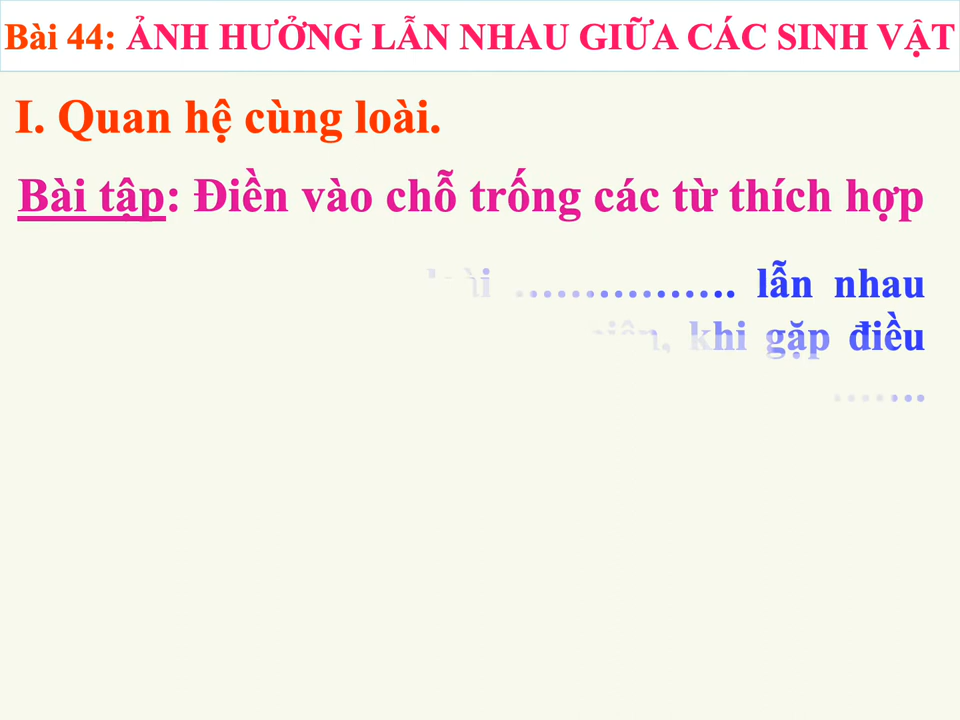 Bài 44: ẢNH HƯỞNG LẪN NHAU GIỮA CÁC SINH VẬT
I. Quan hệ cùng loài.
Bài tập: Điền vào chỗ trống các từ thích hợp
……………. lẫn nhau
khi gặp điều
…….